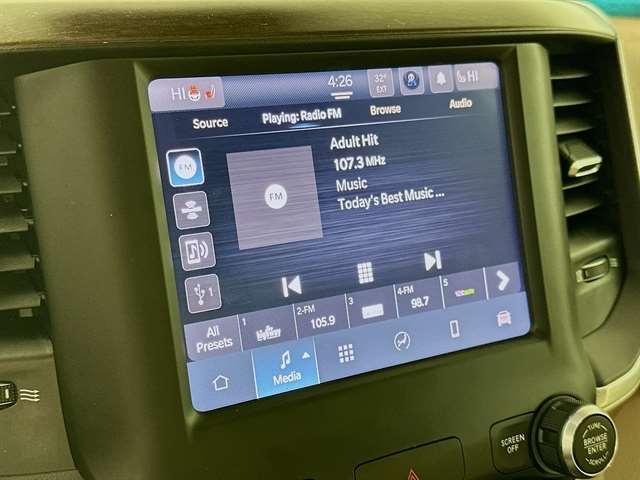 HI
4:26
32°
EXT
HI
Source
Playing: Radio FM
Browse
Audio
FM
Adult Hit
107.3 MHz
Music
Today's Best Music ...
FM
1
All
Presets
1
2-FM
105.9
3
4-FM
98.7
5
Media
SCREEN
OFF
TUNE
BROWSE
ENTER
SCROLL